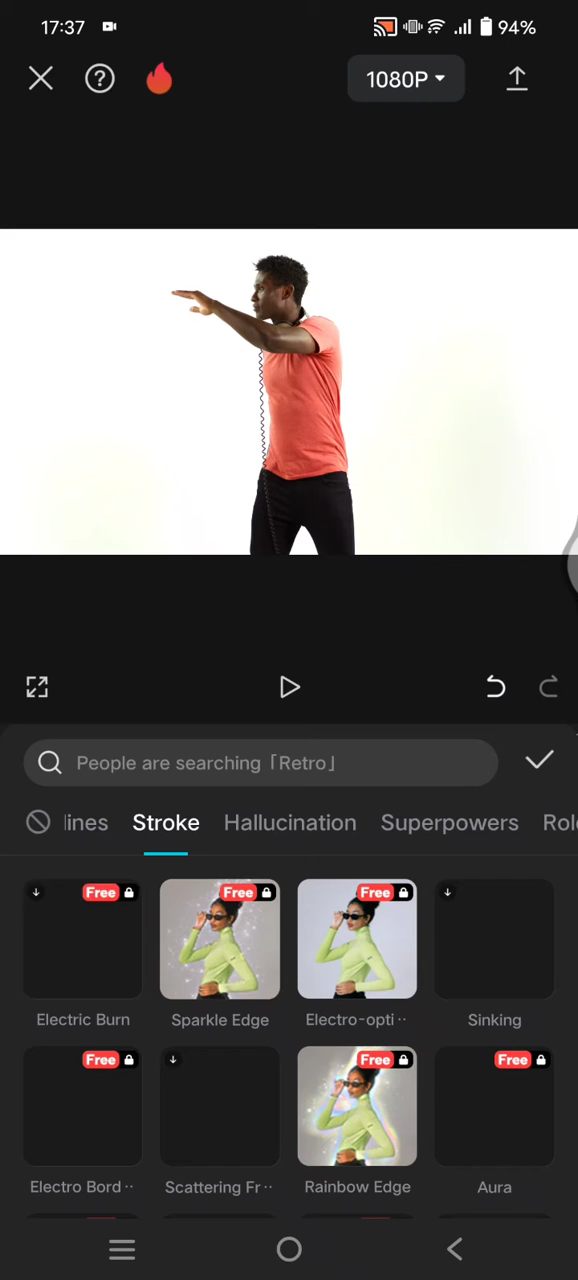 17:37
94%
1080P
People are searching「Retro」
lines Stroke Hallucination Superpowers Rol
Free Free Free
Electric Burn Sparkle Edge Electro-opti·· Sinking
Free Free Free
Electro Bord·· Scattering Fr·· Rainbow Edge Aura